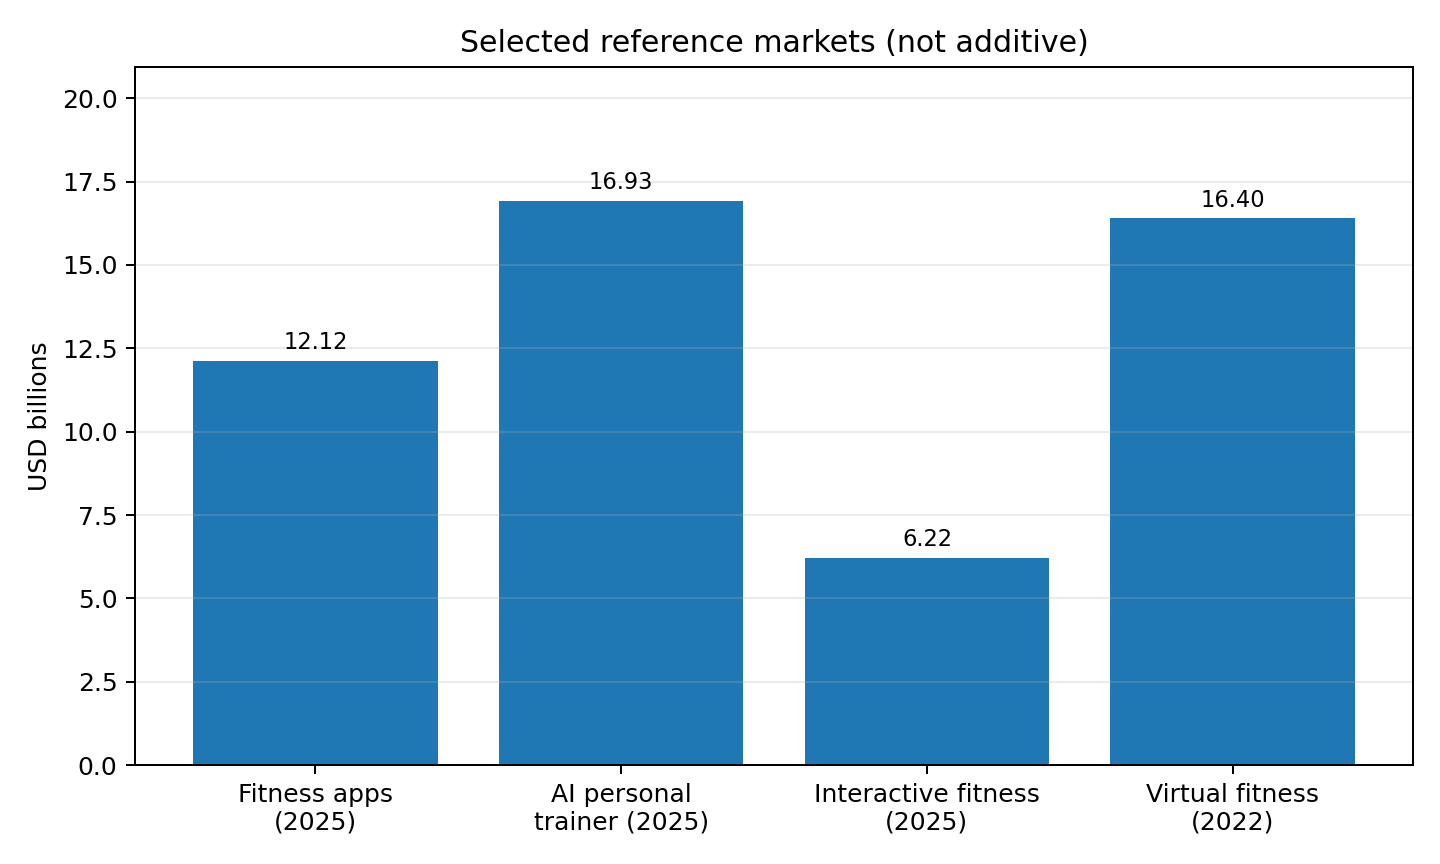 Selected reference markets (not additive)
USD billions
20.0
17.5
15.0
12.5
10.0
7.5
5.0
2.5
0.0
12.12
16.93
6.22
16.40
Fitness apps
(2025)
AI personal
trainer (2025)
Interactive fitness
(2025)
Virtual fitness
(2022)